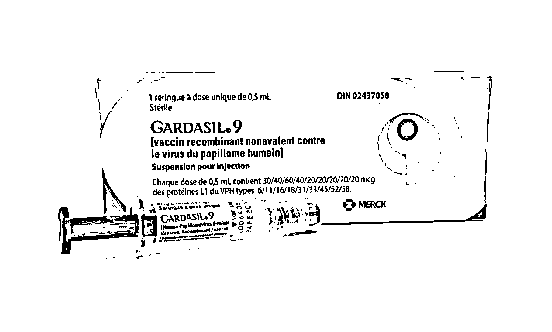 1 seringue à dose unique de 0,5 mL
Stérile
DIN 02437058
GARDASIL®9
[vaccin recombinant nonavalent contre
le virus du papillome humain]
Suspension pour injection
Chaque dose de 0,5 mL contient 30/40/60/40/20/20/20/20/20 mcg
des protéines L1 du VPH types 6/11/16/18/31/33/45/52/58.
MERCK
GARDASIL®9